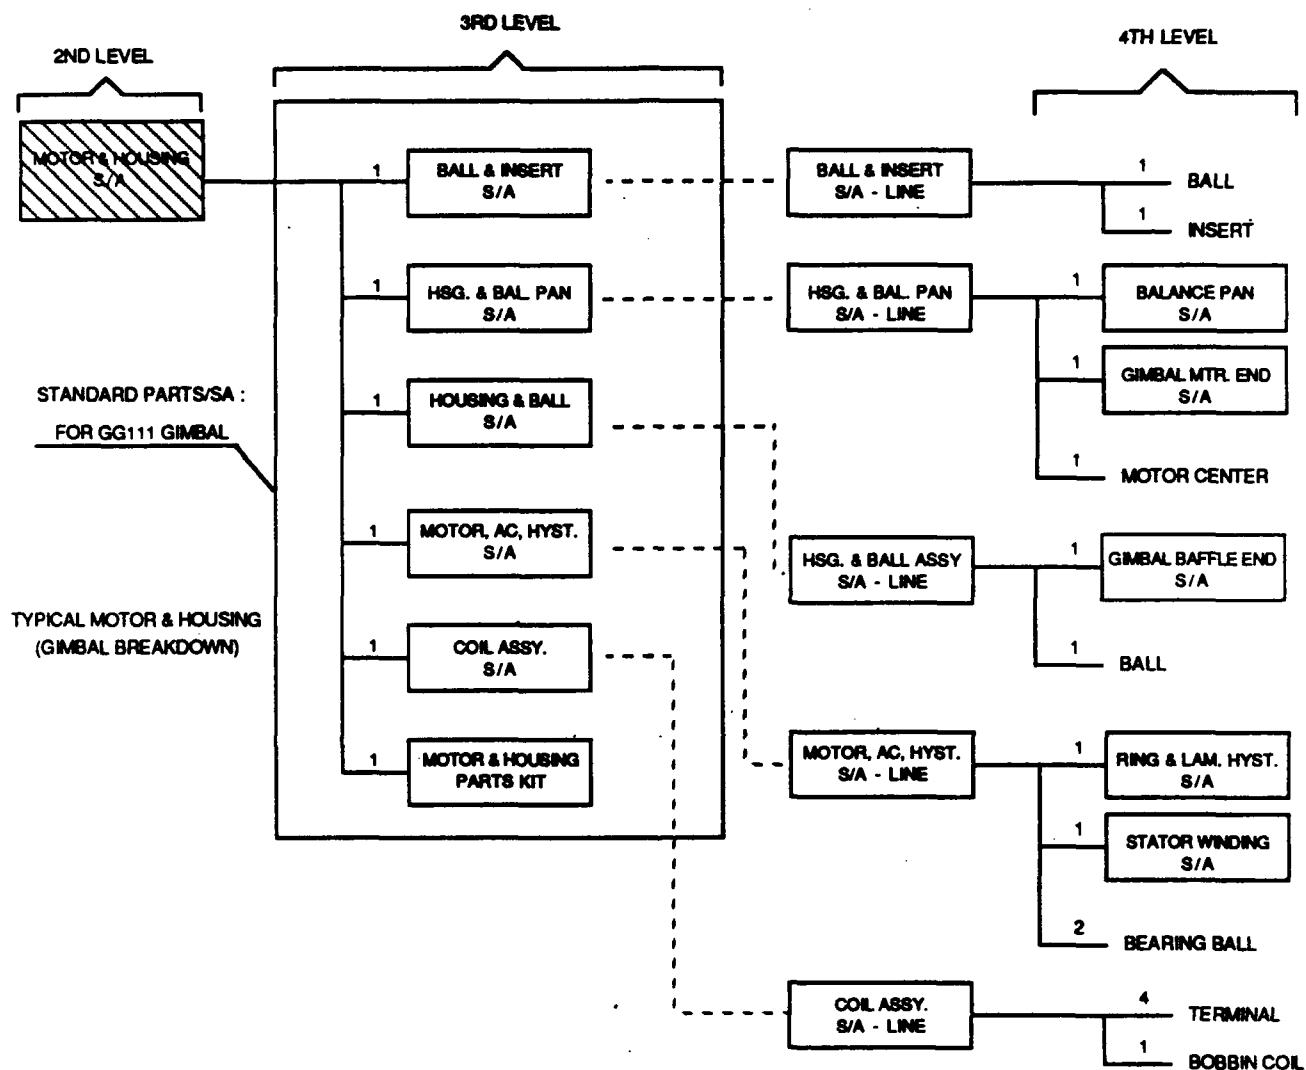 3RD LEVEL
2ND LEVEL
4TH LEVEL
MOTOR & HOUSING
S/A
1
BALL & INSERT
S/A
BALL & INSERT
S/A - LINE
1
BALL
1
INSERT
1
HSG. & BAL. PAN
S/A
HSG. & BAL. PAN
S/A - LINE
1
BALANCE PAN
S/A
1
GIMBAL MTR. END
S/A
1
MOTOR CENTER
STANDARD PARTS/SA :
FOR GG111 GIMBAL
1
HOUSING & BALL
S/A
1
MOTOR, AC, HYST.
S/A
HSG. & BALL ASSY
S/A - LINE
1
GIMBAL BAFFLE END
S/A
1
BALL
TYPICAL MOTOR & HOUSING
(GIMBAL BREAKDOWN)
1
COIL ASSY.
S/A
1
MOTOR & HOUSING
PARTS KIT
MOTOR, AC, HYST.
S/A - LINE
1
RING & LAM. HYST.
S/A
1
STATOR WINDING
S/A
2
BEARING BALL
COIL ASSY.
S/A - LINE
4
TERMINAL
1
BOBBIN COIL